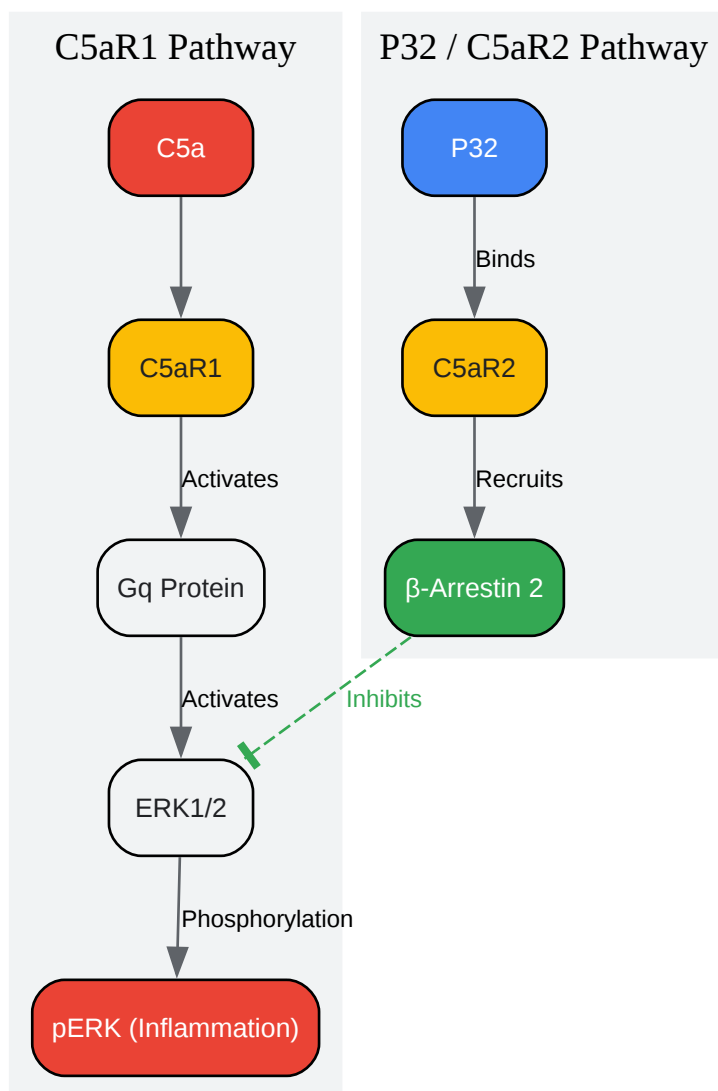 C5aR1 Pathway
C5a
C5aR1
Activates
Gq Protein
Activates
ERK1/2
Phosphorylation
pERK (Inflammation)
P32 / C5aR2 Pathway
P32
Binds
C5aR2
Recruits
β-Arrestin 2
Inhibits